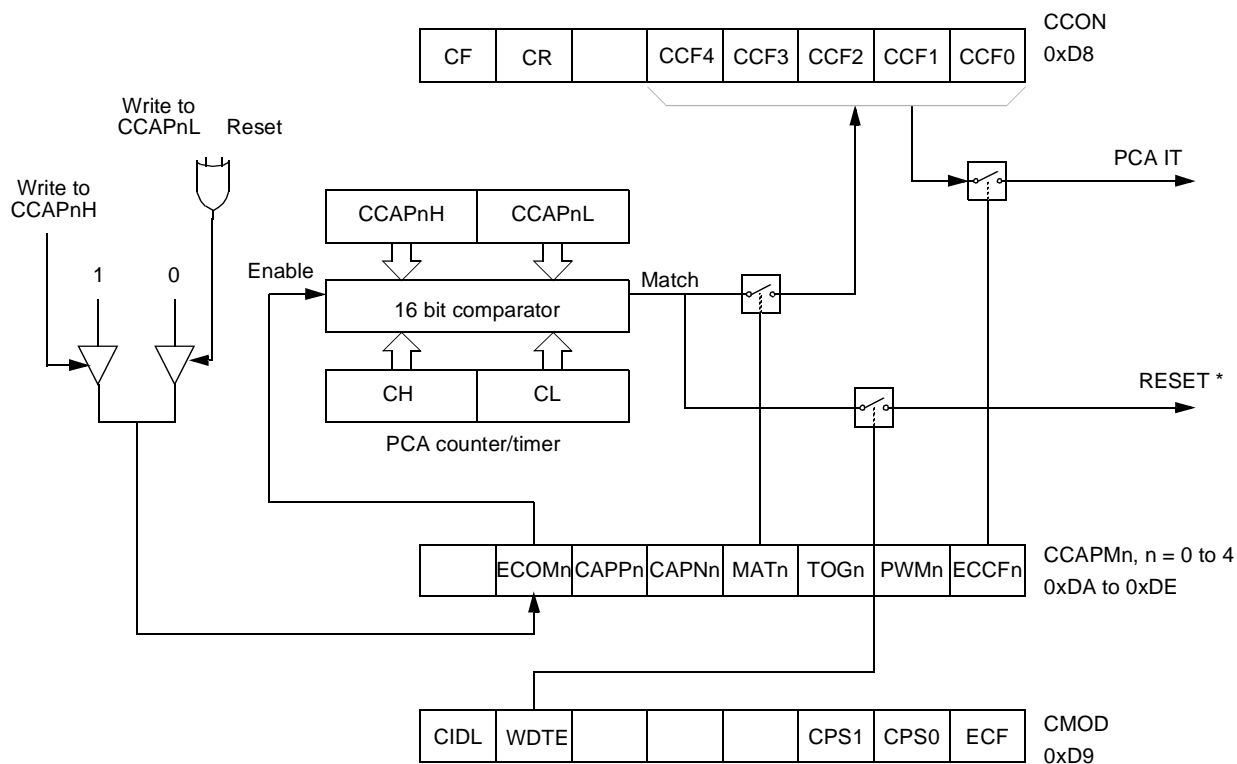 CCON
0xD8
CF CR CCF4 CCF3 CCF2 CCF1 CCF0
Write to
CCAPnL
Reset
Write to
CCAPnH
1
0
PCA IT
CCAPnH CCAPnL
Enable
16 bit comparator
Match
CH CL
PCA counter/timer
RESET *
ECOMn CAPPn CAPNn MATn TOGn PWMn ECCFn
CCAPMn, n = 0 to 4
0xDA to 0xDE
CIDL WDTE CPS1 CPS0 ECF
CMOD
0xD9